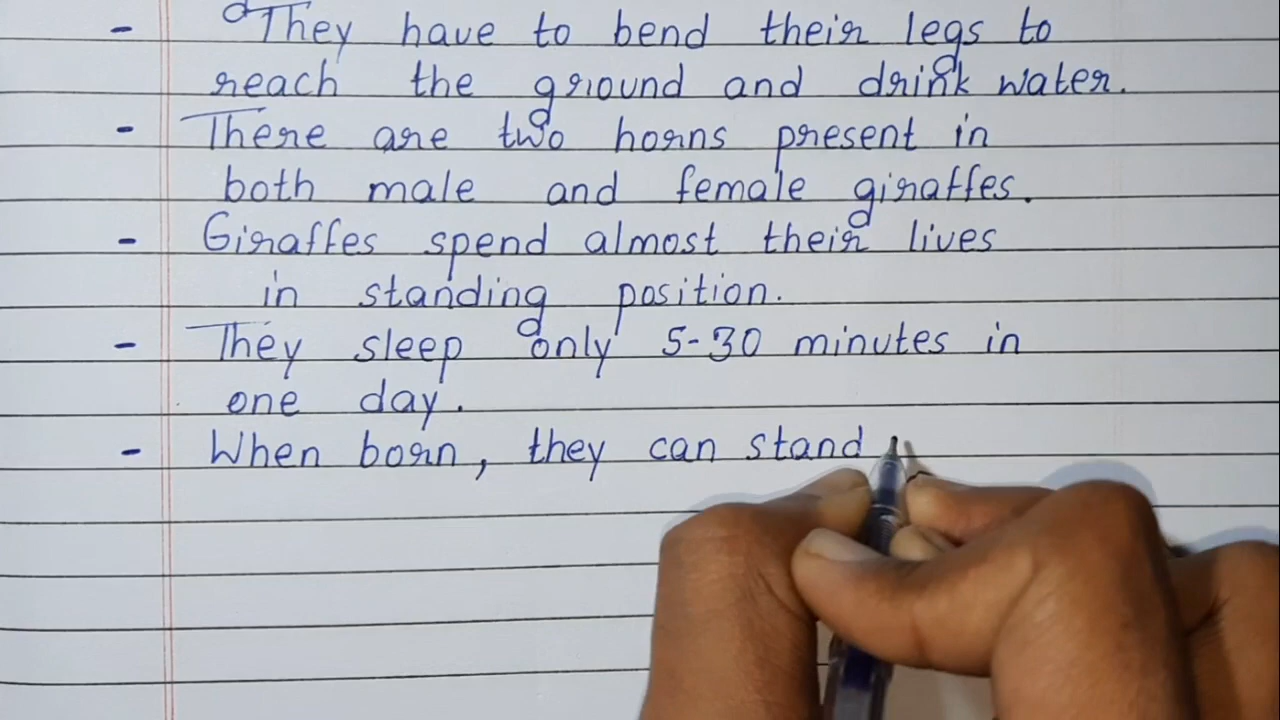 - They have to bend their legs to
reach the ground and drink water.
- There are two horns present in
both male and female giraffes.
- Giraffes spend almost their lives
in standing position.
- They sleep only 5-30 minutes in
one day.
- When born, they can stand